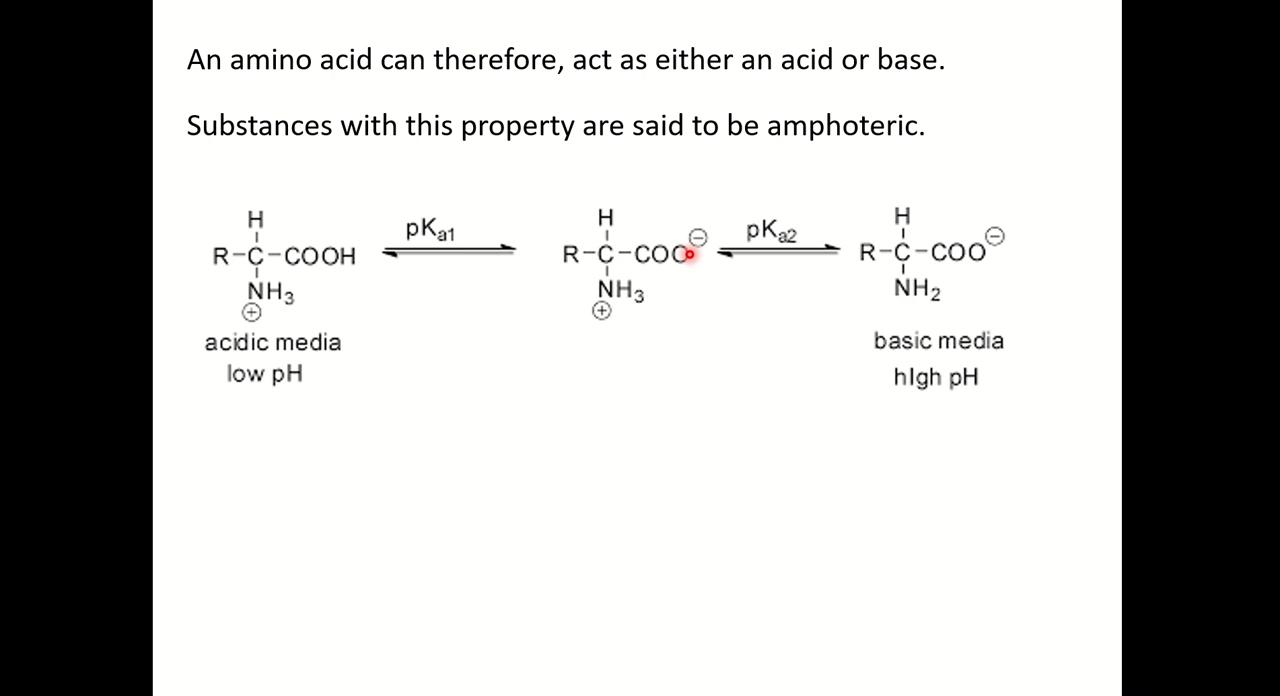 An amino acid can therefore, act as either an acid or base.
Substances with this property are said to be amphoteric.
H
R-C-COOH
NH₃
⊕
acidic media
low pH
pKa1
H
R-C-COO⊖
NH₃
⊕
pKa2
H
R-C-COO⊖
NH₂
basic media
hIgh pH